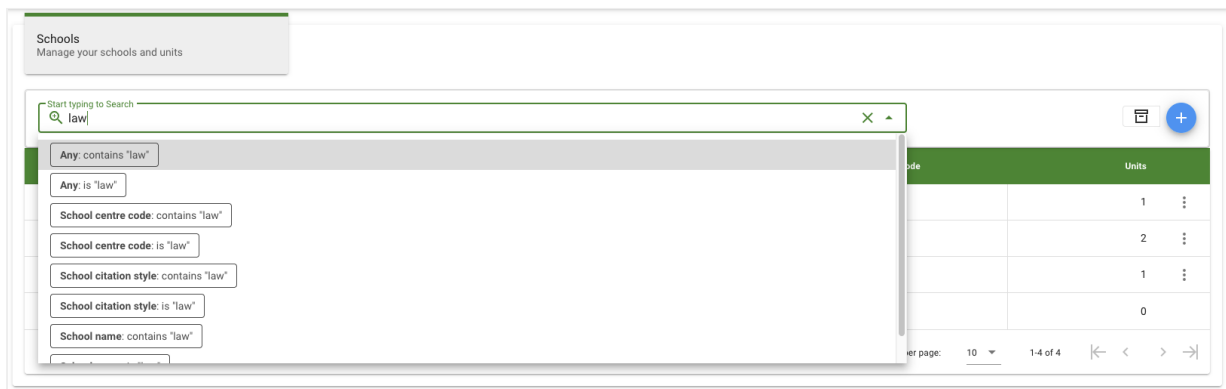 Schools
Manage your schools and units
Start typing to Search
law
Any: contains "law"
Any: is "law"
School centre code: contains "law"
School centre code: is "law"
School citation style: contains "law"
School citation style: is "law"
School name: contains "law"
ode Units
1
2
1
0
er page: 10 1-4 of 4